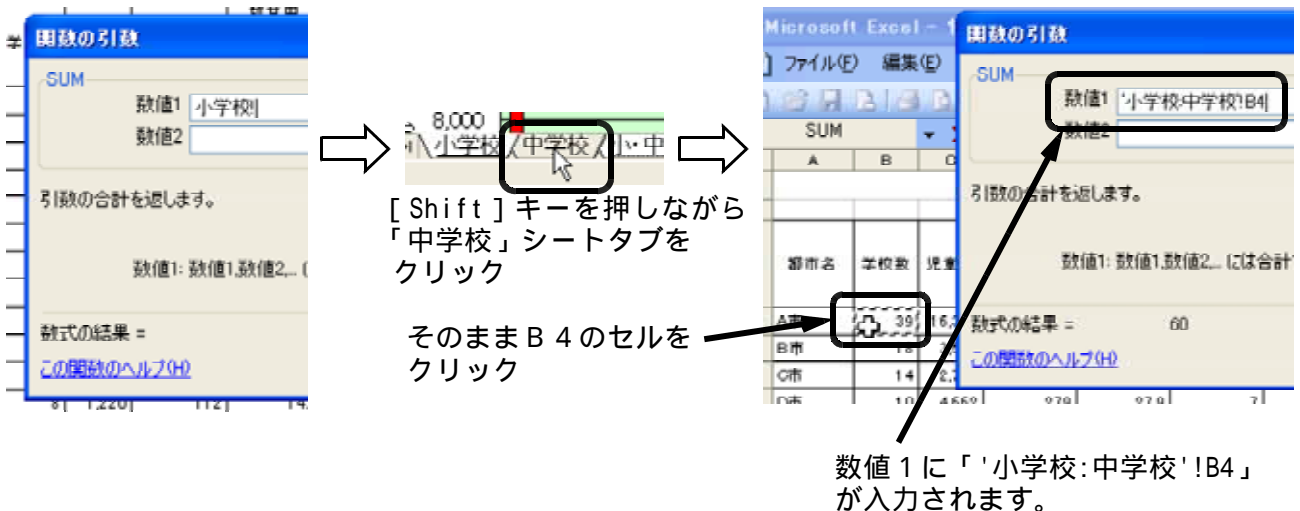 関数の引数
SUM
数値1 小学校!
数値2
引数の合計を返します。
数値1: 数値1,数値2,...
数式の結果 =
この関数のヘルプ(H)
8 1,220 112
8,000
小学校 中学校 小・中
[Shift]キーを押しながら
「中学校」シートタブを
クリック
そのままB4のセルを
クリック
Microsoft Excel -
ファイル(F) 編集(E)
SUM
A B C
都市名 学校数
39
B市
C市 14
関数の引数
SUM
数値1 '小学校:中学校'!B4
数値2
引数の合計を返します。
数値1: 数値1,数値2,... には合計
数式の結果 = 60
この関数のヘルプ(H)
数値1に「'小学校:中学校'!B4」
が入力されます。